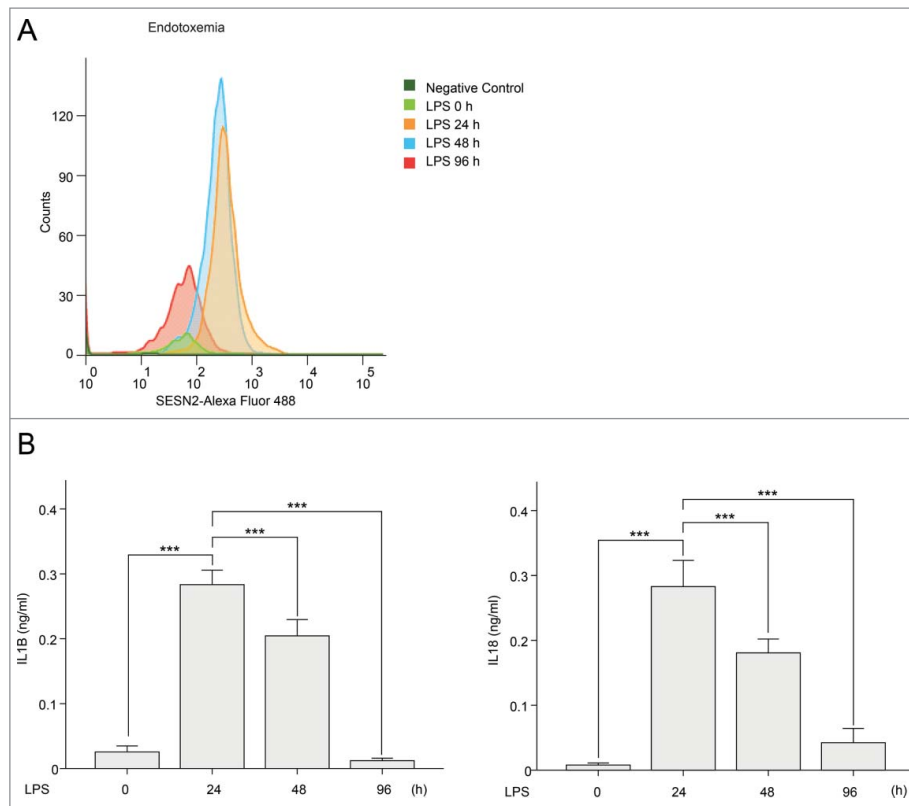 A
Endotoxemia
Counts
120
90
60
30
0
10 0
10 1
10 2
10 3
10 4
10 5
SESN2-Alexa Fluor 488
Negative Control
LPS 0 h
LPS 24 h
LPS 48 h
LPS 96 h
B
IL1B (ng/ml)
0.4
0.3
0.2
0.1
0
***
***
***
LPS 0 24 48 96 (h)
IL18 (ng/ml)
0.4
0.3
0.2
0.1
0
***
***
***
LPS 0 24 48 96 (h)